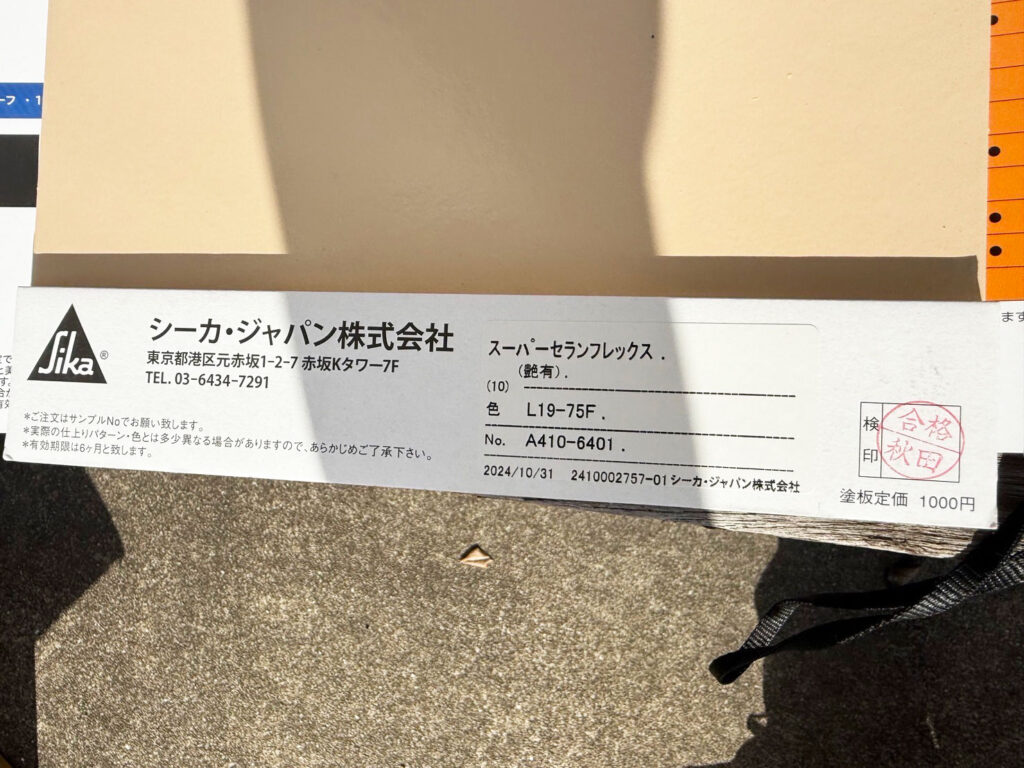 ーフ・1
Sika®
シーカ・ジャパン株式会社
東京都港区元赤坂1-2-7 赤坂Kタワー7F
TEL. 03-6434-7291
*ご注文はサンプルNoでお願い致します。
*実際の仕上りパターン・色とは多少異なる場合がありますので、あらかじめご了承下さい。
*有効期限は6ヶ月と致します。
スーパーセランフレックス .
(艶有) .
(10)
色 L19-75F .
No. A410-6401 .
2024/10/31 2410002757-01 シーカ・ジャパン株式会社
検印
合格
秋田
塗板定価 1000円
ます